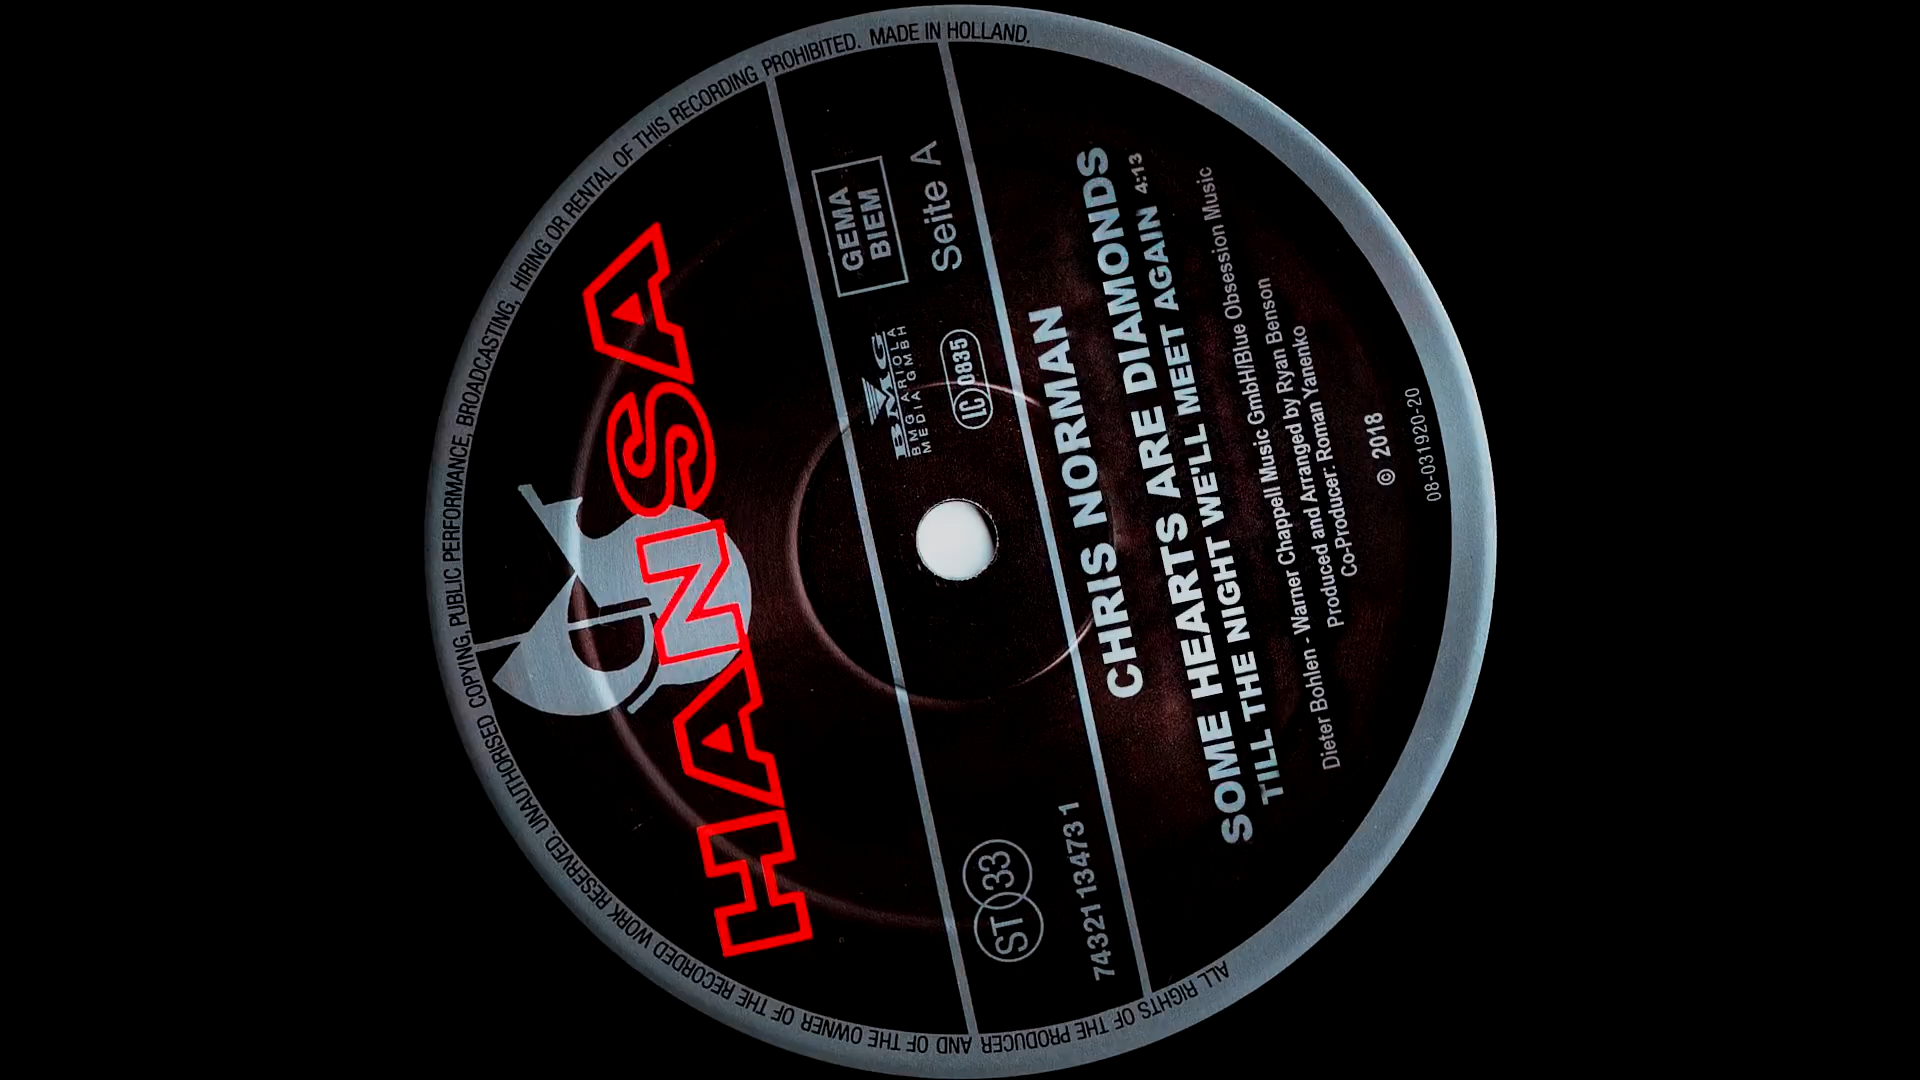 ALL RIGHTS OF THE PRODUCER AND OF THE OWNER OF THE RECORDED WORK RESERVED. UNAUTHORISED COPYING, PUBLIC PERFORMANCE, BROADCASTING, HIRING OR RENTAL OF THIS RECORDING PROHIBITED. MADE IN HOLLAND.
HANSA
ST 33
74321 13473 1
BMG
BMG ARIOLA
MEDIA GMBH
LC 0835
GEMA
BIEM
Seite A
CHRIS NORMAN
SOME HEARTS ARE DIAMONDS
TILL THE NIGHT WE'LL MEET AGAIN 4:13
Dieter Bohlen - Warner Chappell Music GmbH/Blue Obsession Music
Produced and Arranged by Ryan Benson
Co-Producer: Roman Yanenko
© 2018
08-031920-20